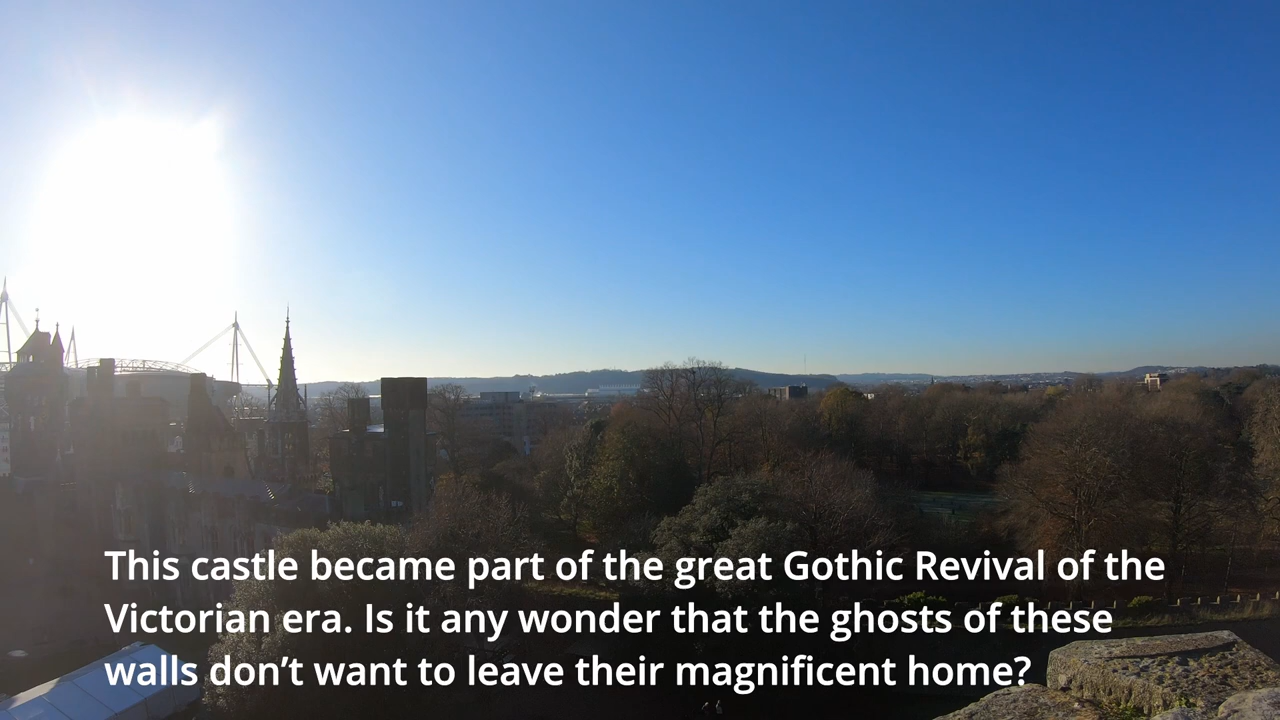 This castle became part of the great Gothic Revival of the
Victorian era. Is it any wonder that the ghosts of these
walls don’t want to leave their magnificent home?